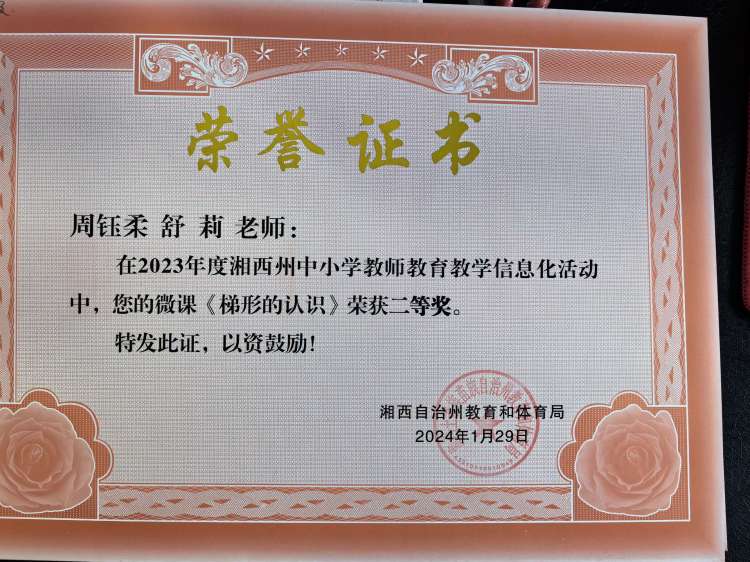 荣誉证书
周钰柔 舒 莉 老师：
在2023年度湘西州中小学教师教育教学信息化活动
中，您的微课《梯形的认识》荣获二等奖。
特发此证，以资鼓励！
湘西自治州教育和体育局
2024年1月29日